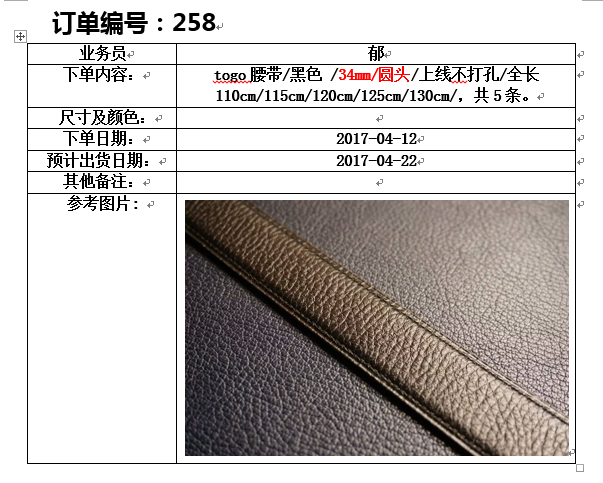 订单编号：258
业务员
郁
下单内容：
togo 腰带/黑色 /34mm/圆头/上线不打孔/全长
110cm/115cm/120cm/125cm/130cm/，共 5 条。
尺寸及颜色：
下单日期：
2017-04-12
预计出货日期：
2017-04-22
其他备注：
参考图片：